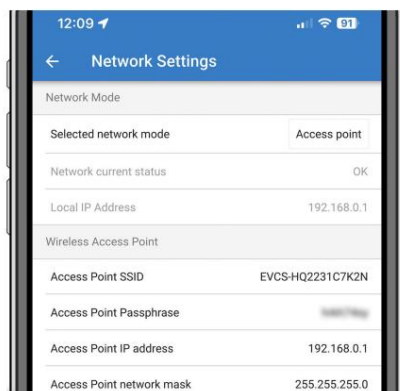 12:09
91
Network Settings
Network Mode
Selected network mode Access point
Network current status OK
Local IP Address 192.168.0.1
Wireless Access Point
Access Point SSID EVCS-HQ2231C7K2N
Access Point Passphrase
Access Point IP address 192.168.0.1
Access Point network mask 255.255.255.0